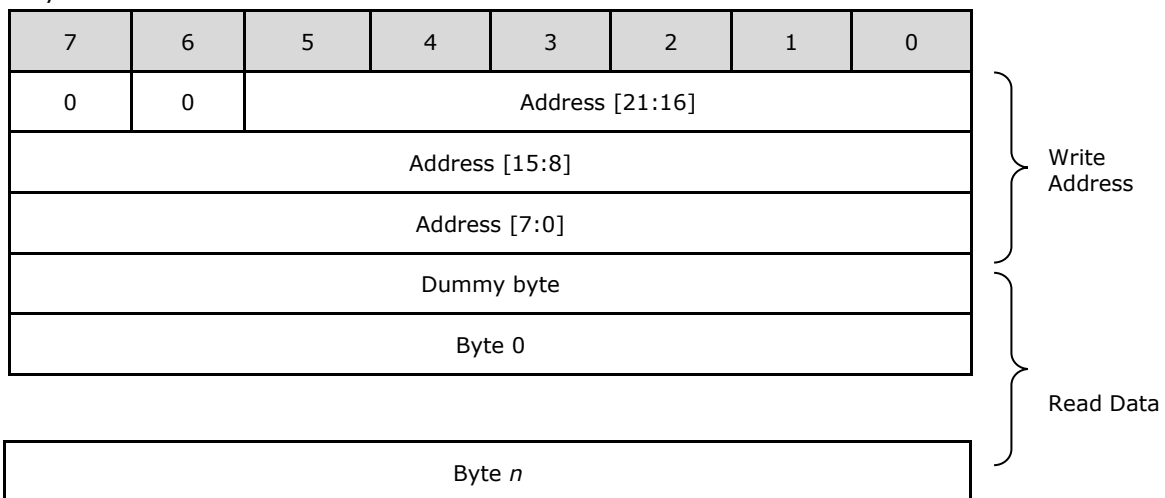 7 6 5 4 3 2 1 0
0 0 Address [21:16]
Address [15:8]
Write
Address
Address [7:0]
Dummy byte
Byte 0
Read Data
Byte n